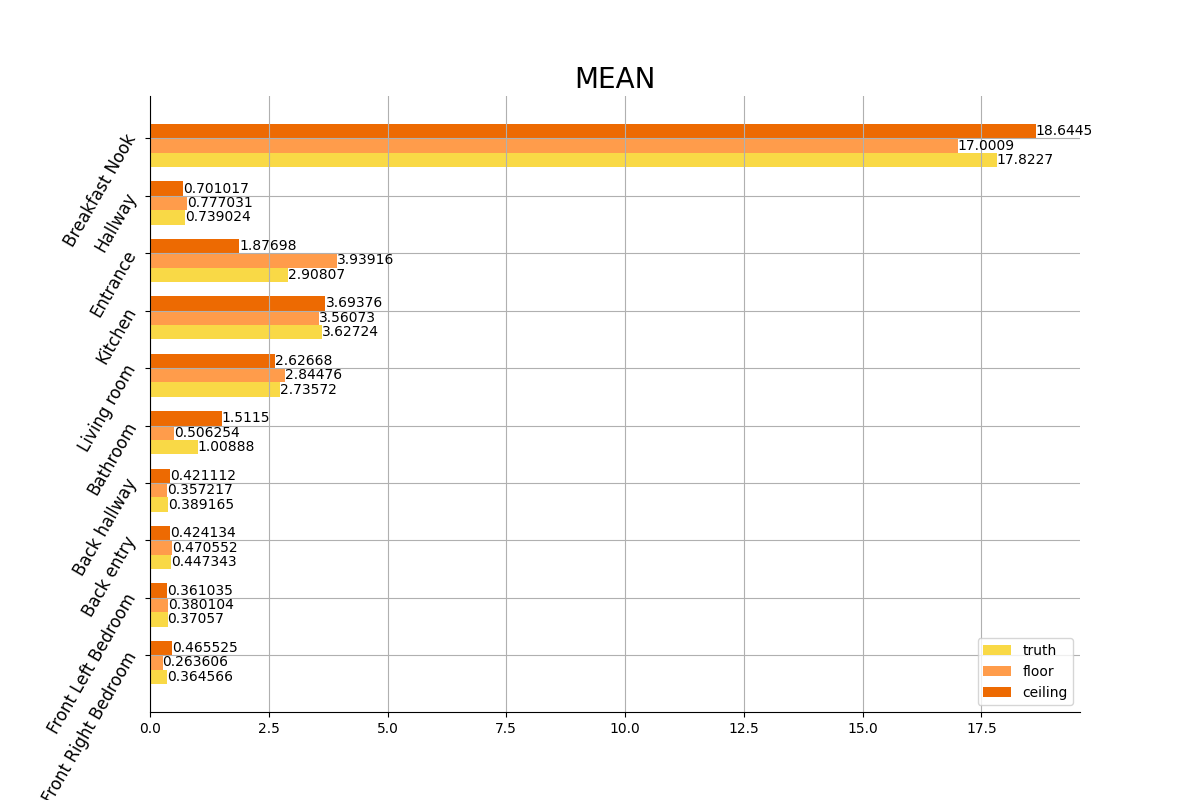 MEAN
Breakfast Nook
18.6445
17.0009
17.8227
Hallway
0.701017
0.777031
0.739024
Entrance
1.87698
3.93916
2.90807
Kitchen
3.69376
3.56073
3.62724
Living room
2.62668
2.84476
2.73572
Bathroom
1.5115
0.506254
1.00888
Back hallway
0.421112
0.357217
0.389165
Back entry
0.424134
0.470552
0.447343
Front Left Bedroom
0.361035
0.380104
0.37057
Front Right Bedroom
0.465525
0.263606
0.364566
truth
floor
ceiling
0.0 2.5 5.0 7.5 10.0 12.5 15.0 17.5